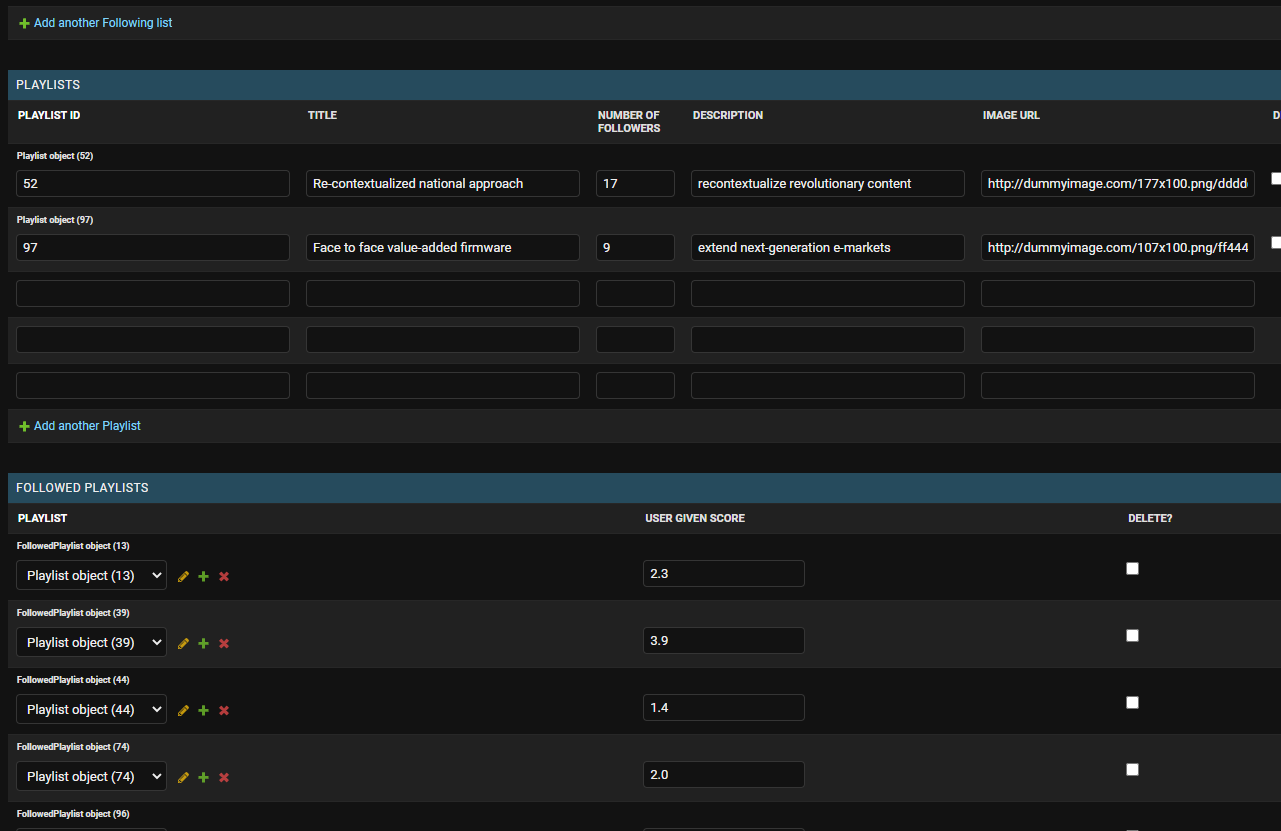 Add another Following list
PLAYLISTS
PLAYLIST ID TITLE NUMBER OF FOLLOWERS DESCRIPTION IMAGE URL D
Playlist object (52)
52 Re-contextualized national approach 17 recontextualize revolutionary content http://dummyimage.com/177x100.png/dddd
Playlist object (97)
97 Face to face value-added firmware 9 extend next-generation e-markets http://dummyimage.com/107x100.png/ff444
Add another Playlist
FOLLOWED PLAYLISTS
PLAYLIST USER GIVEN SCORE DELETE?
FollowedPlaylist object (13)
Playlist object (13) 2.3
FollowedPlaylist object (39)
Playlist object (39) 3.9
FollowedPlaylist object (44)
Playlist object (44) 1.4
FollowedPlaylist object (74)
Playlist object (74) 2.0
FollowedPlaylist object (96)